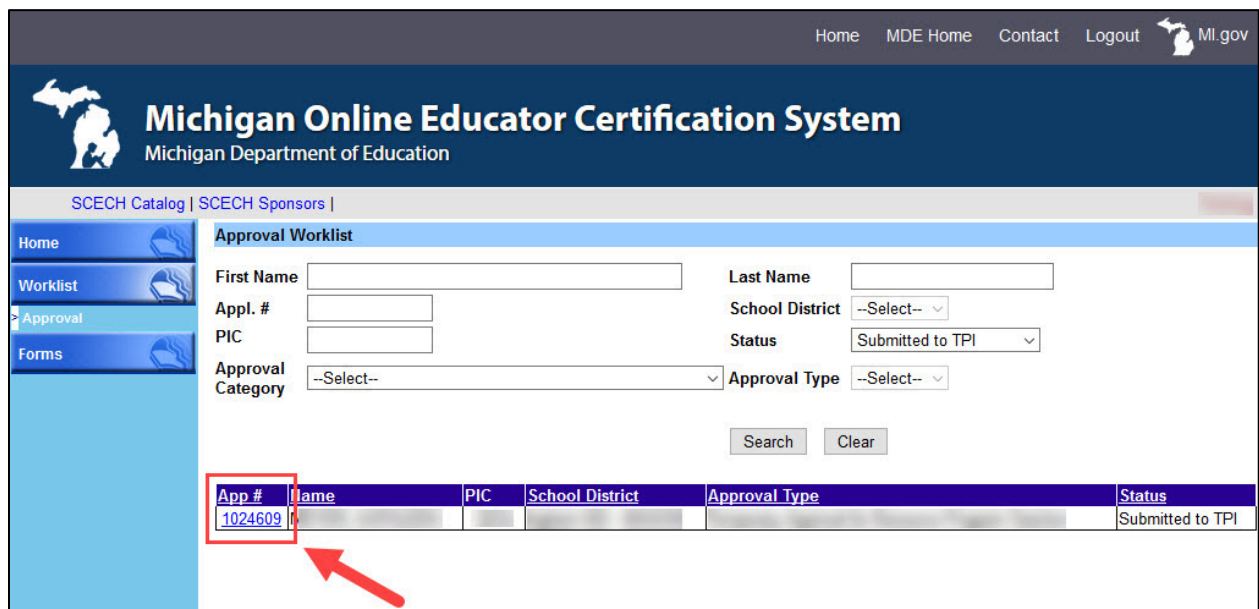 Home MDE Home Contact Logout MI.gov
Michigan Online Educator Certification System
Michigan Department of Education
SCECH Catalog | SCECH Sponsors |
Home
Approval Worklist
First Name Last Name
Worklist
Appl. # School District --Select--
> Approval
PIC Status Submitted to TPI
Forms
Approval Category --Select-- Approval Type --Select--
Search Clear
App # Name PIC School District Approval Type Status
1024609 M Submitted to TPI